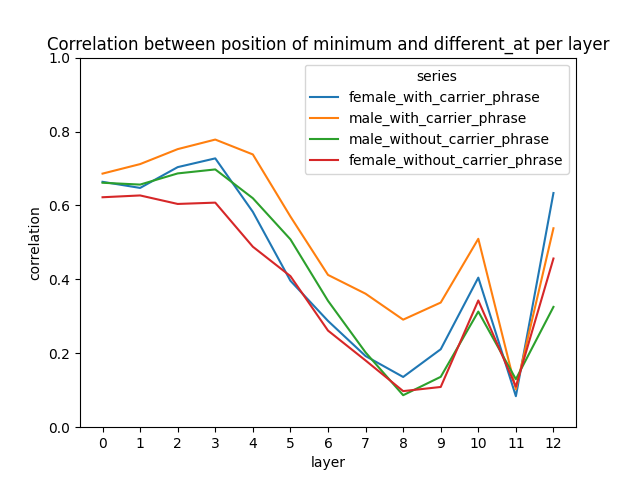 Correlation between position of minimum and different_at per layer
series
female_with_carrier_phrase
male_with_carrier_phrase
male_without_carrier_phrase
female_without_carrier_phrase
1.0
0.8
0.6
0.4
0.2
0.0
correlation
0 1 2 3 4 5 6 7 8 9 10 11 12
layer